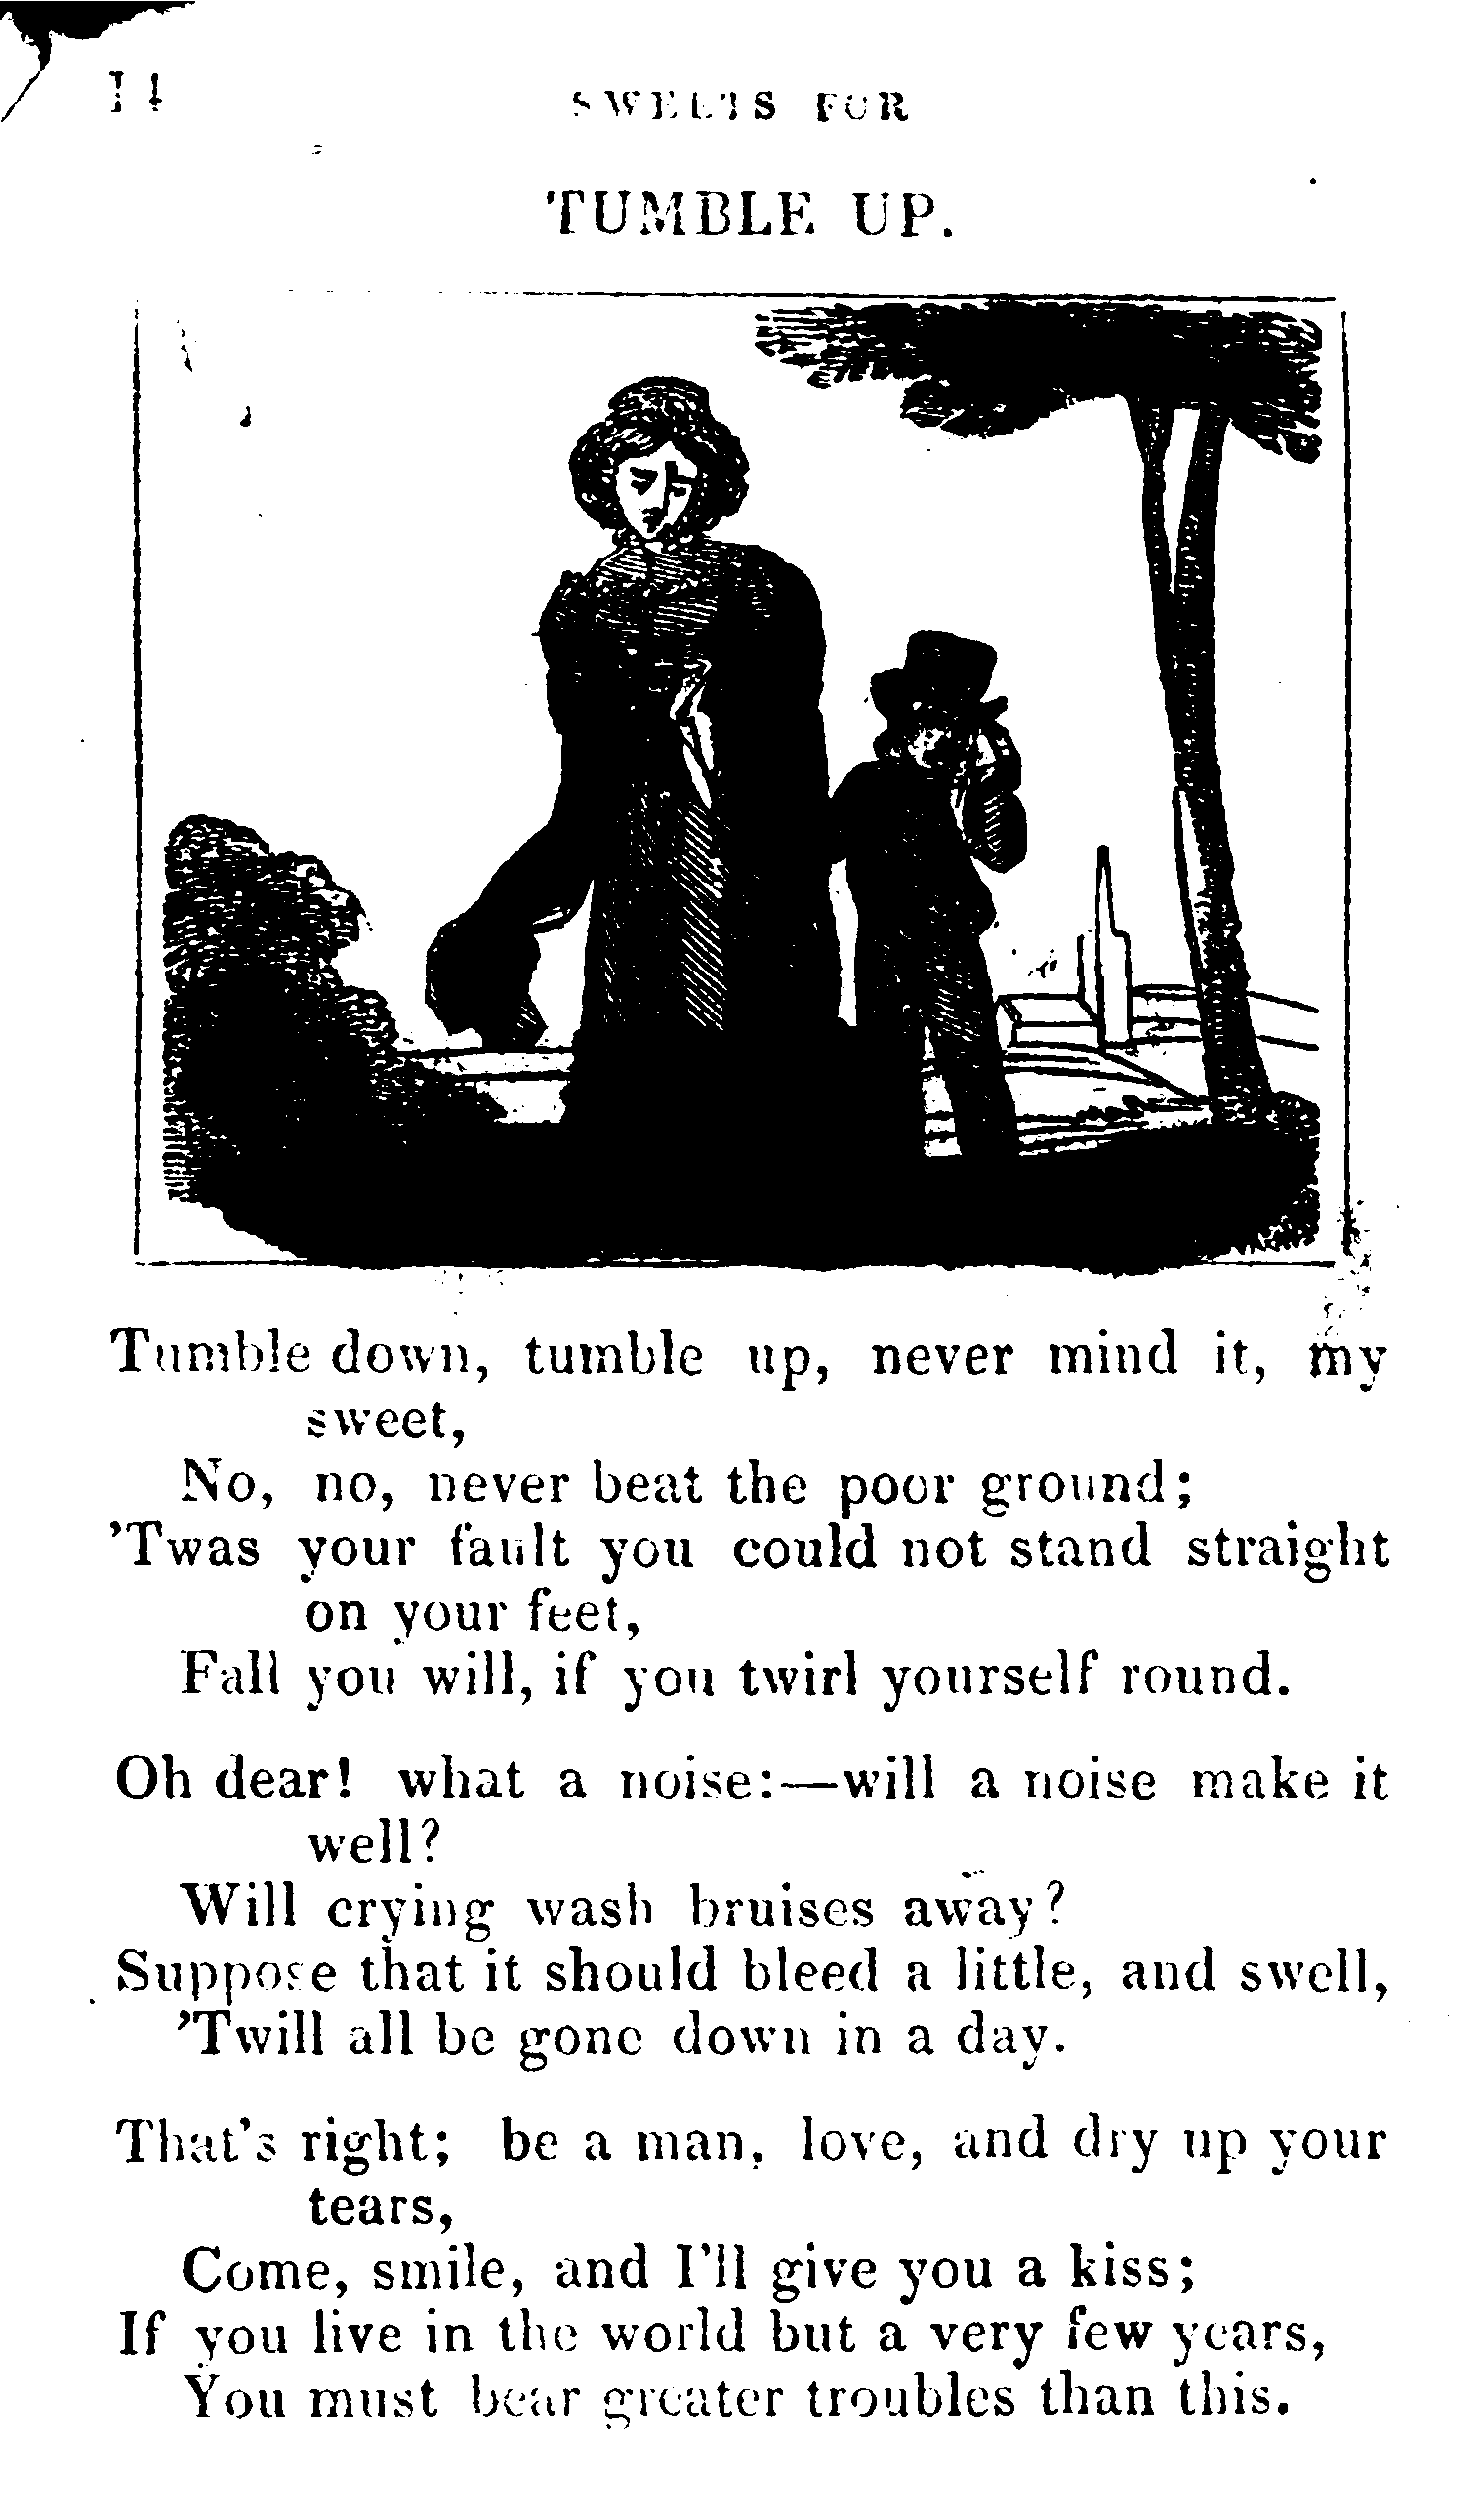 14
SWEETS FOR
TUMBLE UP.
Tumble down, tumble up, never mind it, my
sweet,
No, no, never beat the poor ground;
'Twas your fault you could not stand straight
on your feet,
Fall you will, if you twirl yourself round.
Oh dear! what a noise:—will a noise make it
well?
Will crying wash bruises away?
Suppose that it should bleed a little, and swell,
'Twill all be gone down in a day.
That's right; be a man, love, and dry up your
tears,
Come, smile, and I'll give you a kiss;
If you live in the world but a very few years,
You must bear greater troubles than this.